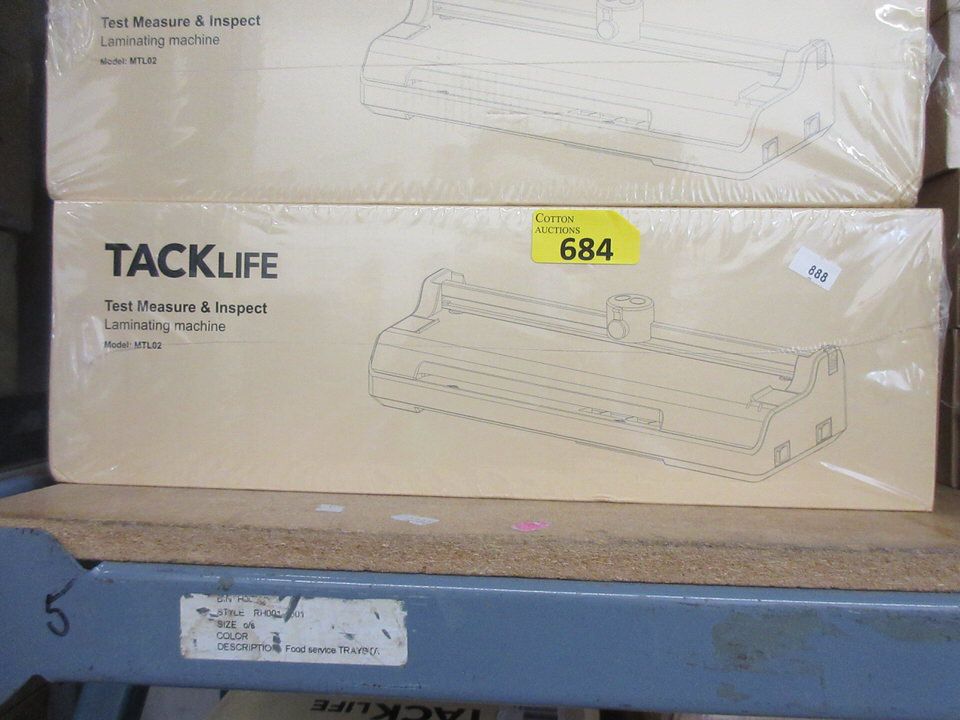 Test Measure & Inspect
Laminating machine
Model: MTL02
COTTON
AUCTIONS
684
TACKLIFE
888
Test Measure & Inspect
Laminating machine
Model: MTL02
5
STYLE
SIZE o/s
COLOR
DESCRIPTION Food service TRAYS
TACKLIFE